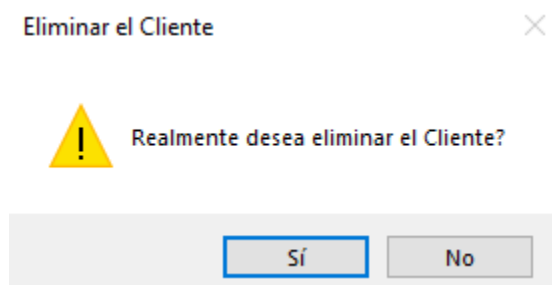 Eliminar el Cliente
Realmente desea eliminar el Cliente?
Sí
No